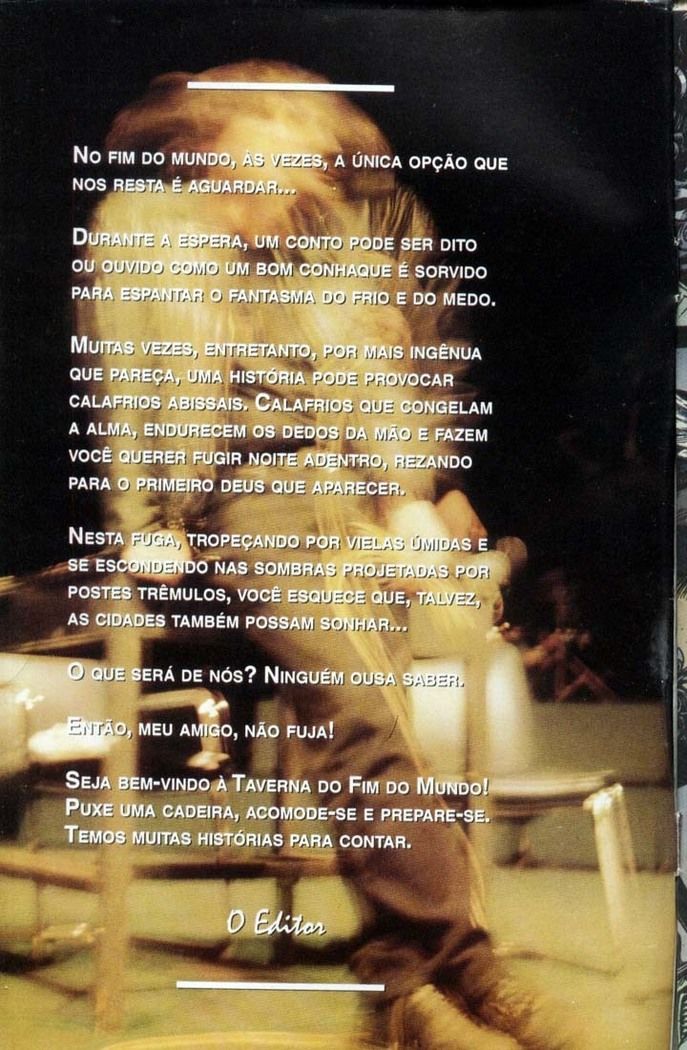 No fim do mundo, às vezes, a única opção que
nos resta é aguardar...
Durante a espera, um conto pode ser dito
ou ouvido como um bom conhaque é sorvido
para espantar o fantasma do frio e do medo.
Muitas vezes, entretanto, por mais ingênua
que pareça, uma história pode provocar
calafrios abissais. Calafrios que congelam
a alma, endurecem os dedos da mão e fazem
você querer fugir noite adentro, rezando
para o primeiro deus que aparecer.
Nesta fuga, tropeçando por vielas úmidas e
se escondendo nas sombras projetadas por
postes trêmulos, você esquece que, talvez,
as cidades também possam sonhar...
O que será de nós? Ninguém ousa saber.
Então, meu amigo, não fuja!
Seja bem-vindo à Taverna do Fim do Mundo!
Puxe uma cadeira, acomode-se e prepare-se.
Temos muitas histórias para contar.
O Editor